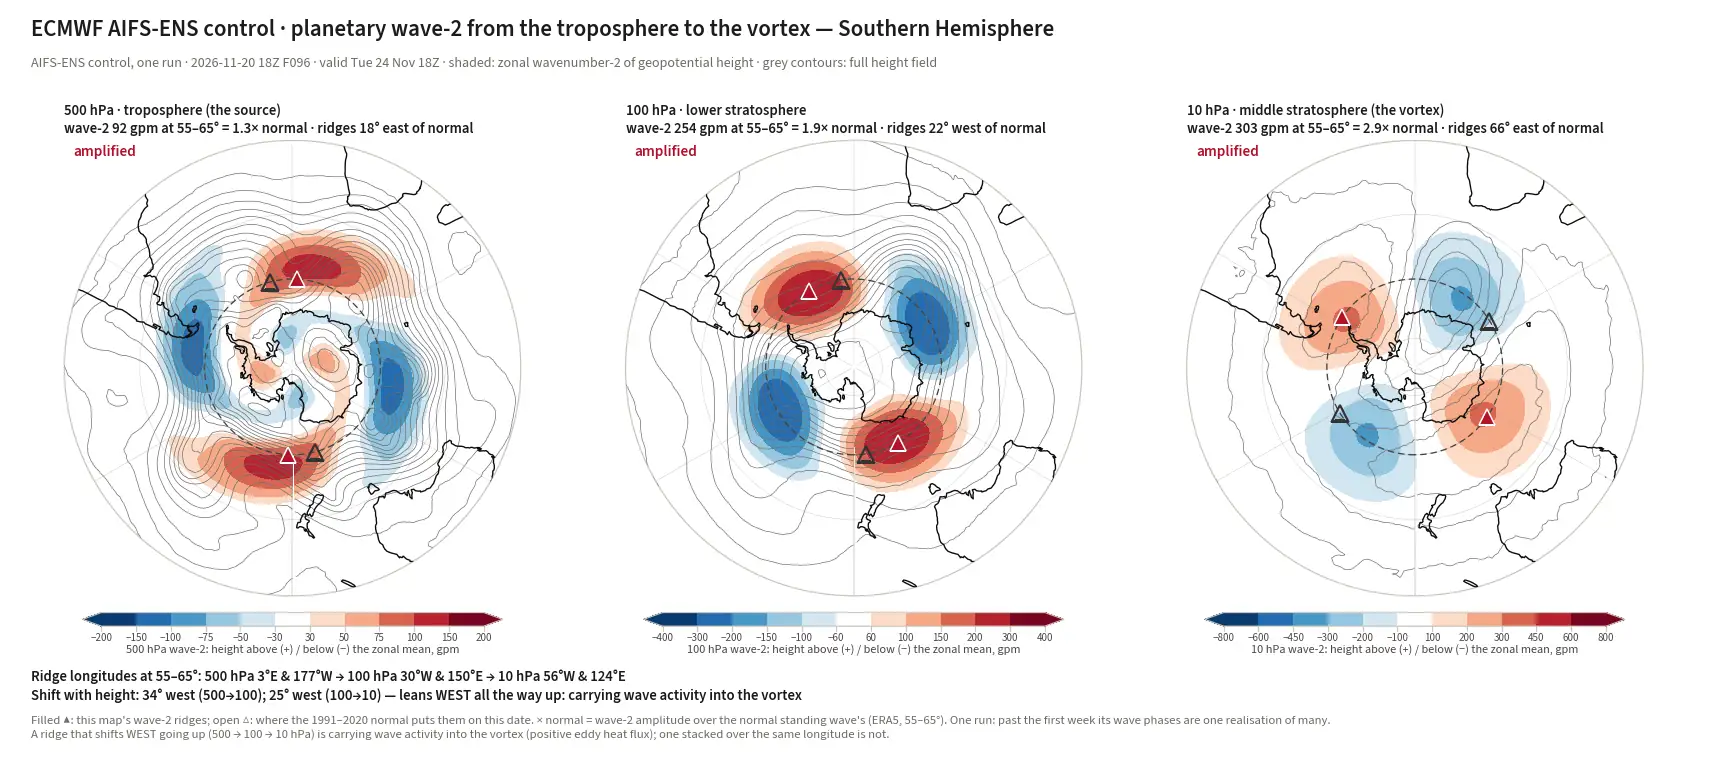 ECMWF AIFS-ENS control · planetary wave-2 from the troposphere to the vortex — Southern Hemisphere
AIFS-ENS control, one run · 2026-11-20 18Z F096 · valid Tue 24 Nov 18Z · shaded: zonal wavenumber-2 of geopotential height · grey contours: full height field
500 hPa · troposphere (the source)
wave-2 92 gpm at 55–65° = 1.3× normal · ridges 18° east of normal
amplified
100 hPa · lower stratosphere
wave-2 254 gpm at 55–65° = 1.9× normal · ridges 22° west of normal
amplified
10 hPa · middle stratosphere (the vortex)
wave-2 303 gpm at 55–65° = 2.9× normal · ridges 66° east of normal
amplified
−200 −150 −100 −75 −50 −30 30 50 75 100 150 200
500 hPa wave-2: height above (+) / below (−) the zonal mean, gpm
−400 −300 −200 −150 −100 −60 60 100 150 200 300 400
100 hPa wave-2: height above (+) / below (−) the zonal mean, gpm
−800 −600 −450 −300 −200 −100 100 200 300 450 600 800
10 hPa wave-2: height above (+) / below (−) the zonal mean, gpm
Ridge longitudes at 55–65°: 500 hPa 3°E & 177°W → 100 hPa 30°W & 150°E → 10 hPa 56°W & 124°E
Shift with height: 34° west (500→100); 25° west (100→10) — leans WEST all the way up: carrying wave activity into the vortex
Filled ▲: this map's wave-2 ridges; open △: where the 1991–2020 normal puts them on this date. × normal = wave-2 amplitude over the normal standing wave's (ERA5, 55–65°). One run: past the first week its wave phases are one realisation of many.
A ridge that shifts WEST going up (500 → 100 → 10 hPa) is carrying wave activity into the vortex (positive eddy heat flux); one stacked over the same longitude is not.